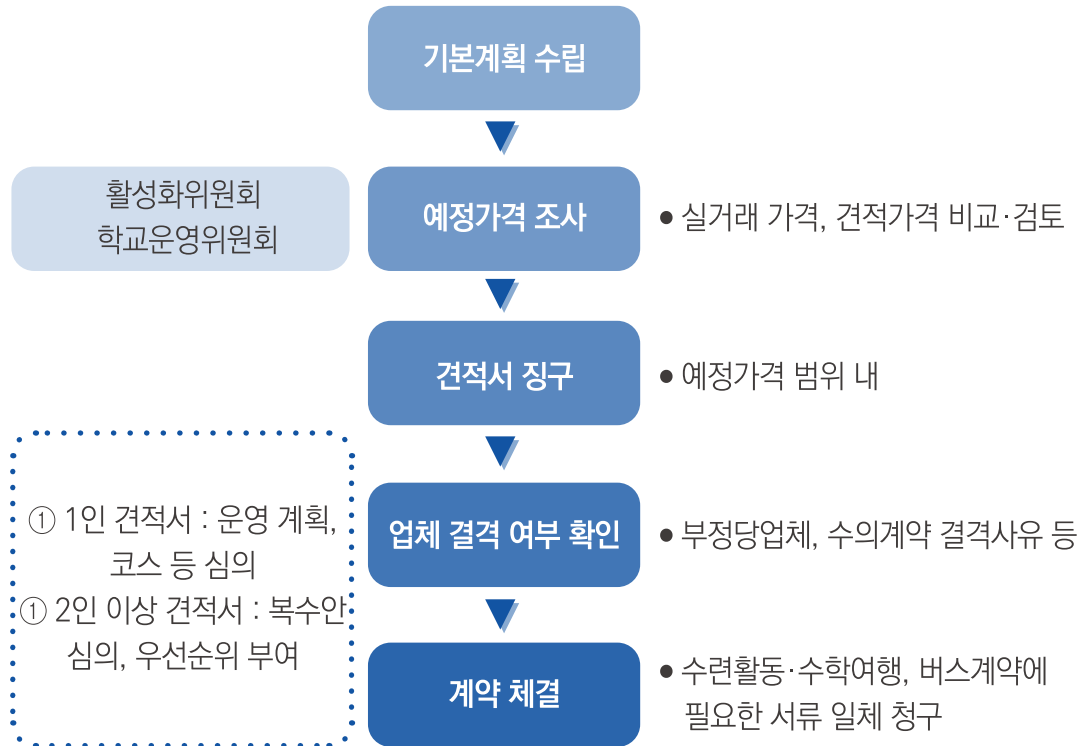 기본계획 수립
활성화위원회
학교운영위원회
예정가격 조사
● 실거래 가격, 견적가격 비교·검토
견적서 징구
● 예정가격 범위 내
① 1인 견적서 : 운영 계획,
코스 등 심의
① 2인 이상 견적서 : 복수안
심의, 우선순위 부여
업체 결격 여부 확인
● 부정당업체, 수의계약 결격사유 등
계약 체결
● 수련활동·수학여행, 버스계약에
필요한 서류 일체 청구